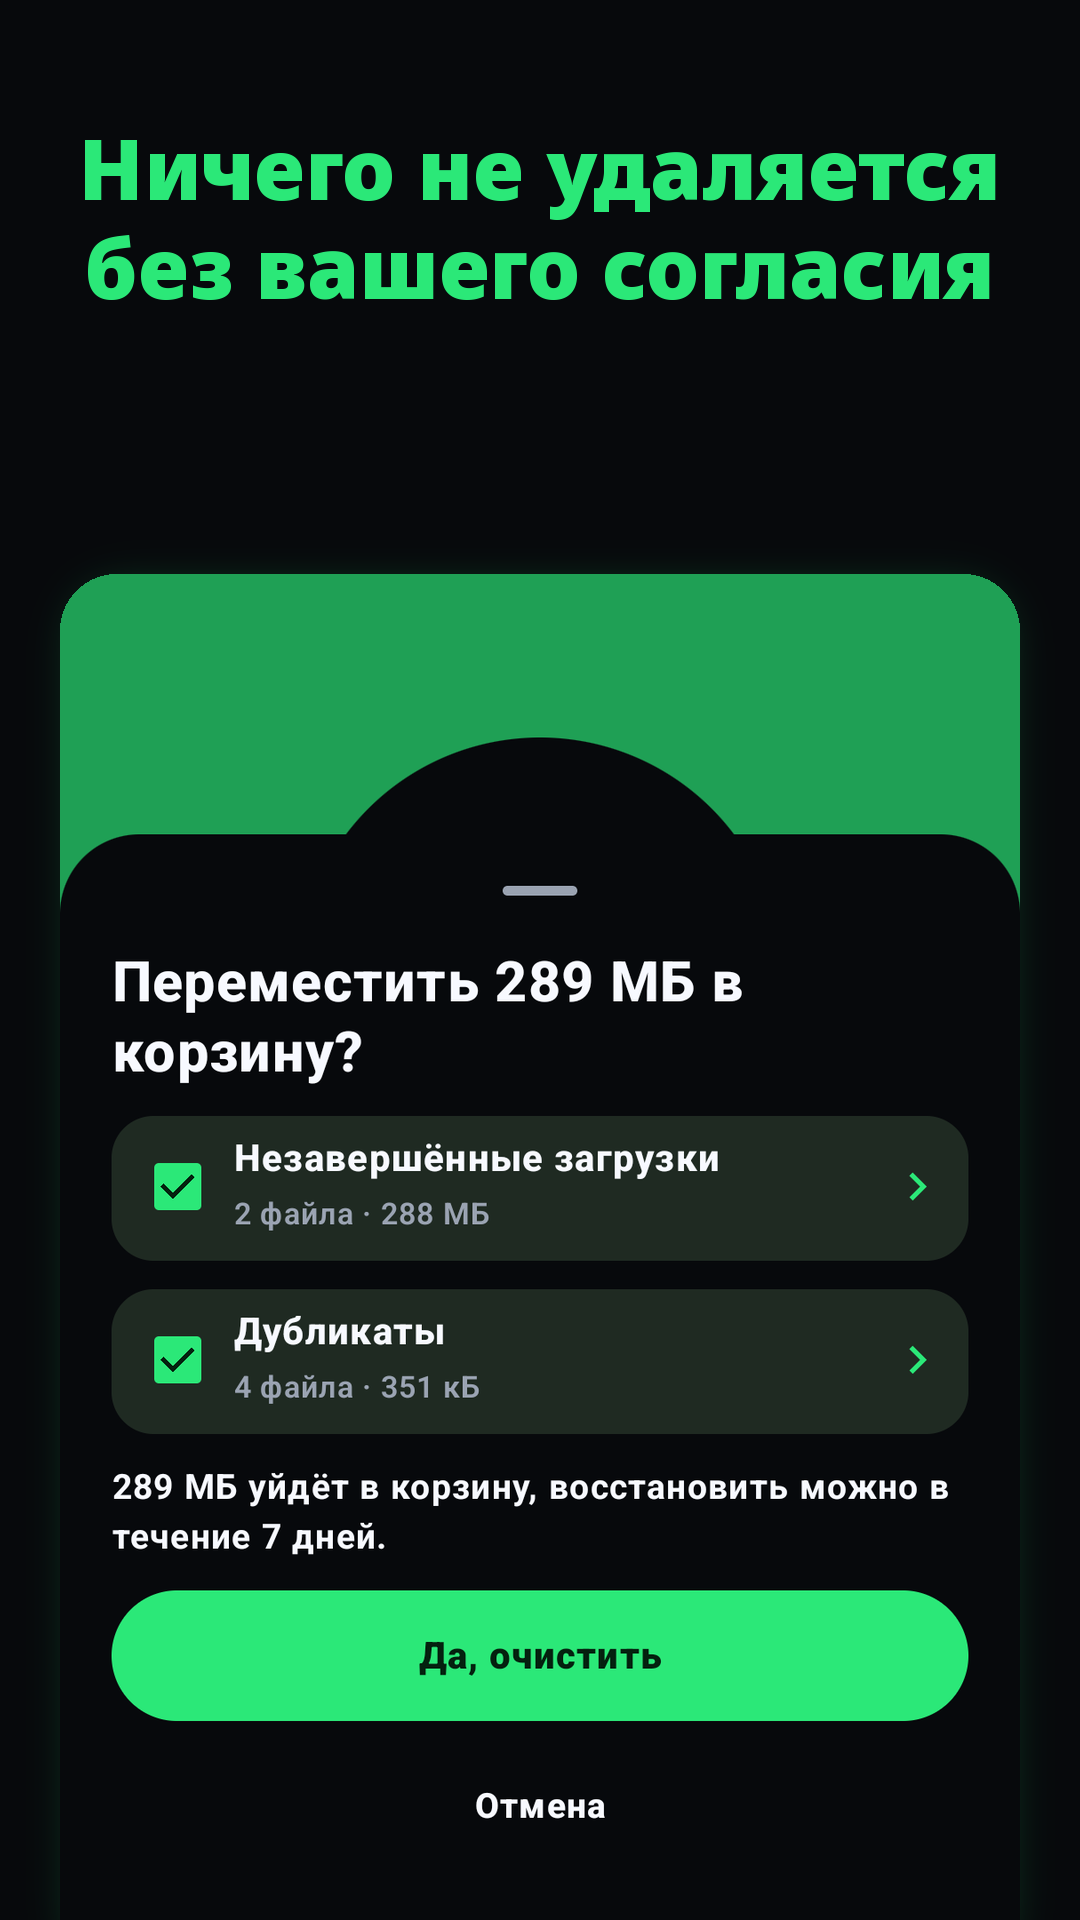 Ничего не удаляется
без вашего согласия
Переместить 289 МБ в
корзину?
Незавершённые загрузки
2 файла · 288 МБ
Дубликаты
4 файла · 351 кБ
289 МБ уйдёт в корзину, восстановить можно в
течение 7 дней.
Да, очистить
Отмена